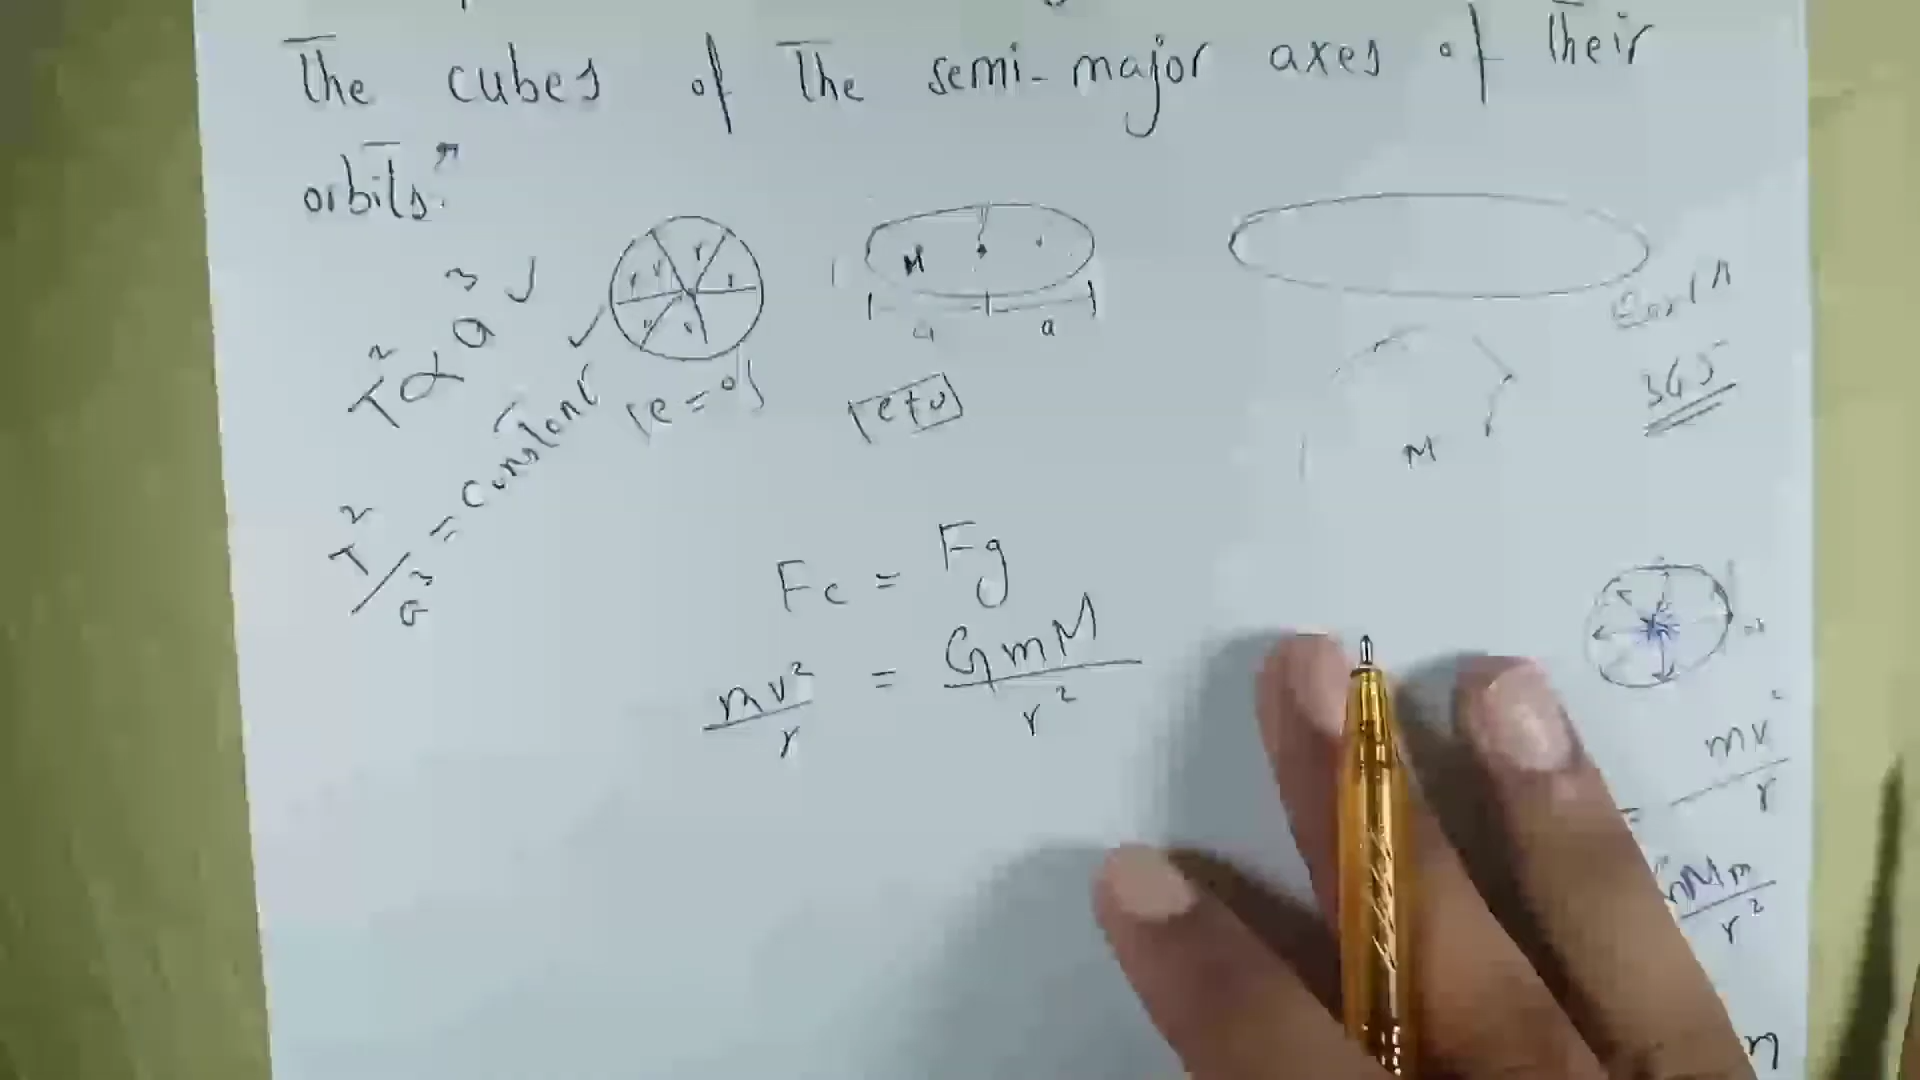 The cubes of The semi-major axes of Their
orbits."
T² ∝ a³
T²/a³ = constant
r r r r
e = 0
M
a a
e ≠ 0
Earth
365
M
Fc = Fg
mv²/r = GmM/r²
mv²/r
Mm/r²